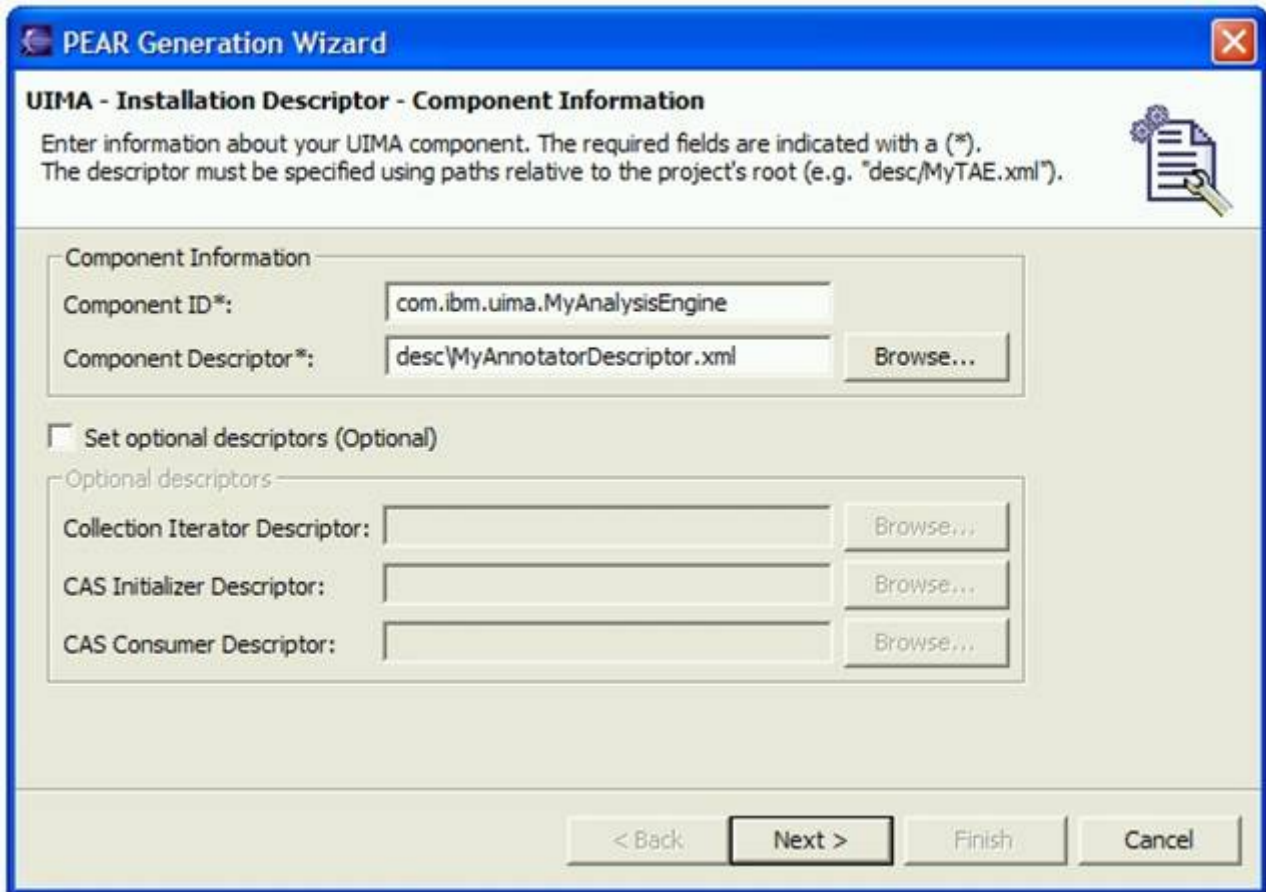 PEAR Generation Wizard
UIMA - Installation Descriptor - Component Information
Enter information about your UIMA component. The required fields are indicated with a (*).
The descriptor must be specified using paths relative to the project's root (e.g. "desc/MyTAE.xml").
Component Information
Component ID*: com.ibm.uima.MyAnalysisEngine
Component Descriptor*: desc\MyAnnotatorDescriptor.xml Browse...
Set optional descriptors (Optional)
Optional descriptors
Collection Iterator Descriptor: Browse...
CAS Initializer Descriptor: Browse...
CAS Consumer Descriptor: Browse...
< Back Next > Finish Cancel